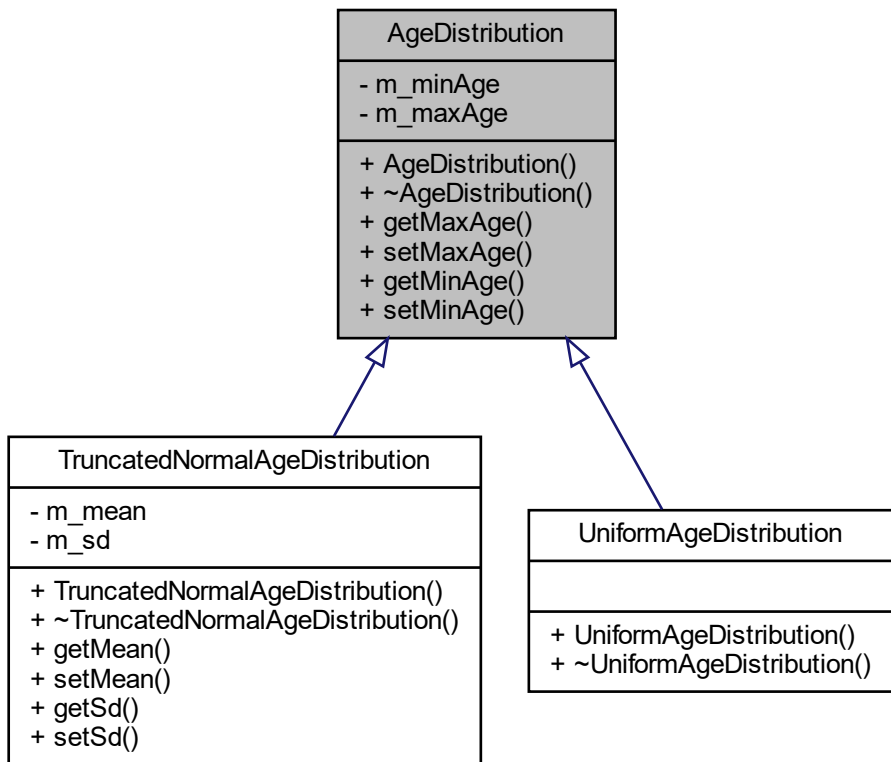 AgeDistribution
- m_minAge
- m_maxAge
+ AgeDistribution()
+ ~AgeDistribution()
+ getMaxAge()
+ setMaxAge()
+ getMinAge()
+ setMinAge()
TruncatedNormalAgeDistribution
- m_mean
- m_sd
+ TruncatedNormalAgeDistribution()
+ ~TruncatedNormalAgeDistribution()
+ getMean()
+ setMean()
+ getSd()
+ setSd()
UniformAgeDistribution
+ UniformAgeDistribution()
+ ~UniformAgeDistribution()